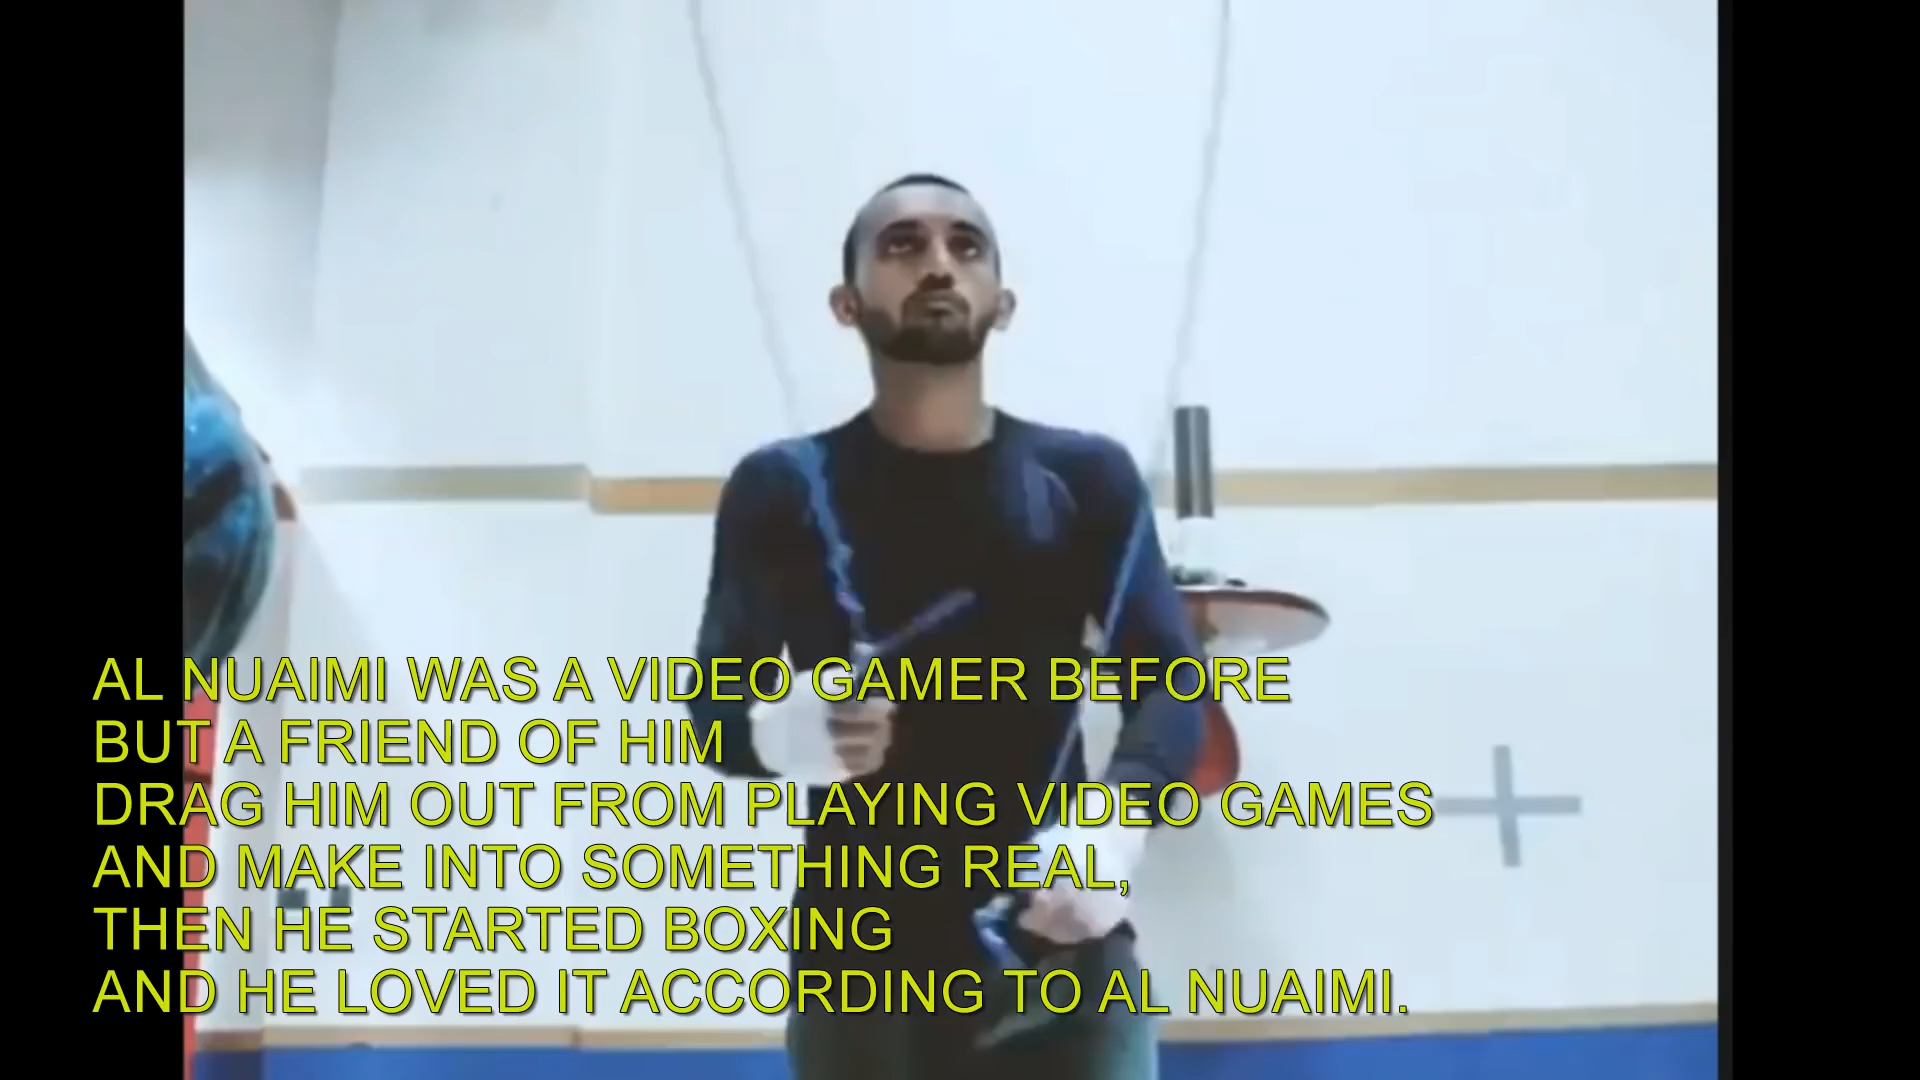 AL NUAIMI WAS A VIDEO GAMER BEFORE
BUT A FRIEND OF HIM
DRAG HIM OUT FROM PLAYING VIDEO GAMES
AND MAKE INTO SOMETHING REAL,
THEN HE STARTED BOXING
AND HE LOVED IT ACCORDING TO AL NUAIMI.